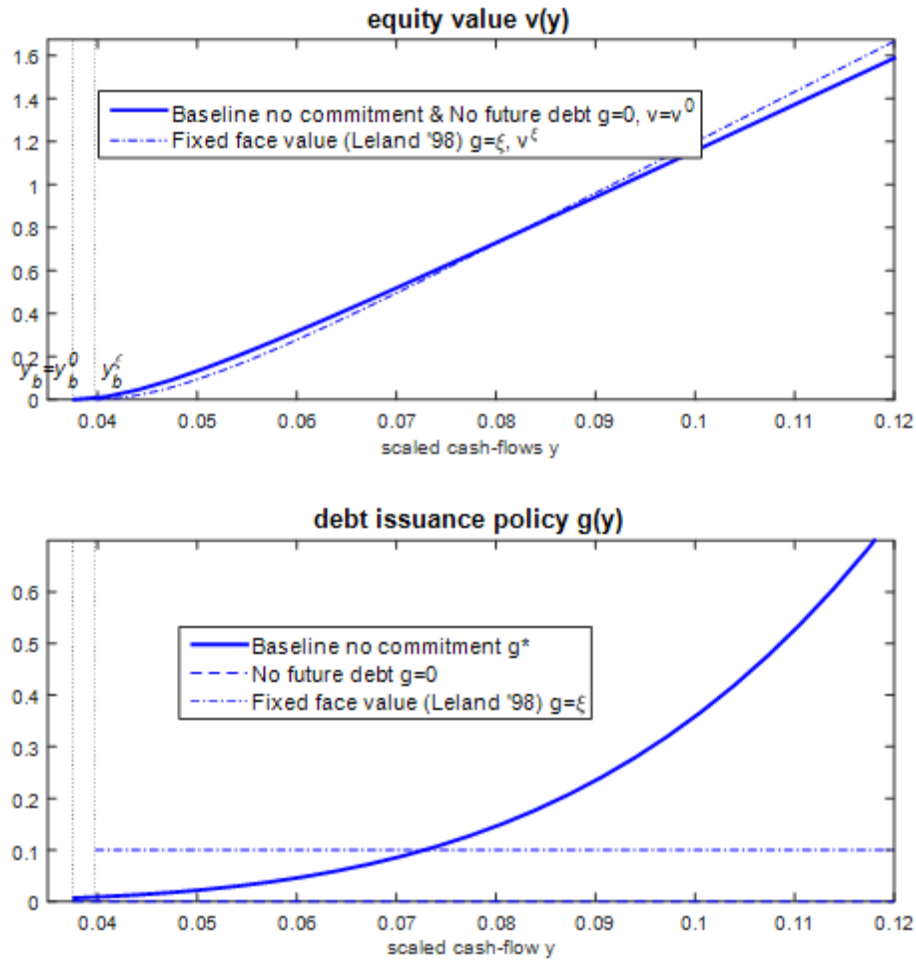 equity value v(y)
1.6
1.4
1.2
1
0.8
0.6
0.4
0.2
0
Baseline no commitment & No future debt g=0, v=v⁰
Fixed face value (Leland '98) g=ξ, v^ξ
y_b=y_b⁰ y_b^ξ
0.04 0.05 0.06 0.07 0.08 0.09 0.1 0.11 0.12
scaled cash-flows y
debt issuance policy g(y)
0.6
0.5
0.4
0.3
0.2
0.1
0
Baseline no commitment g*
No future debt g=0
Fixed face value (Leland '98) g=ξ
0.04 0.05 0.06 0.07 0.08 0.09 0.1 0.11 0.12
scaled cash-flow y